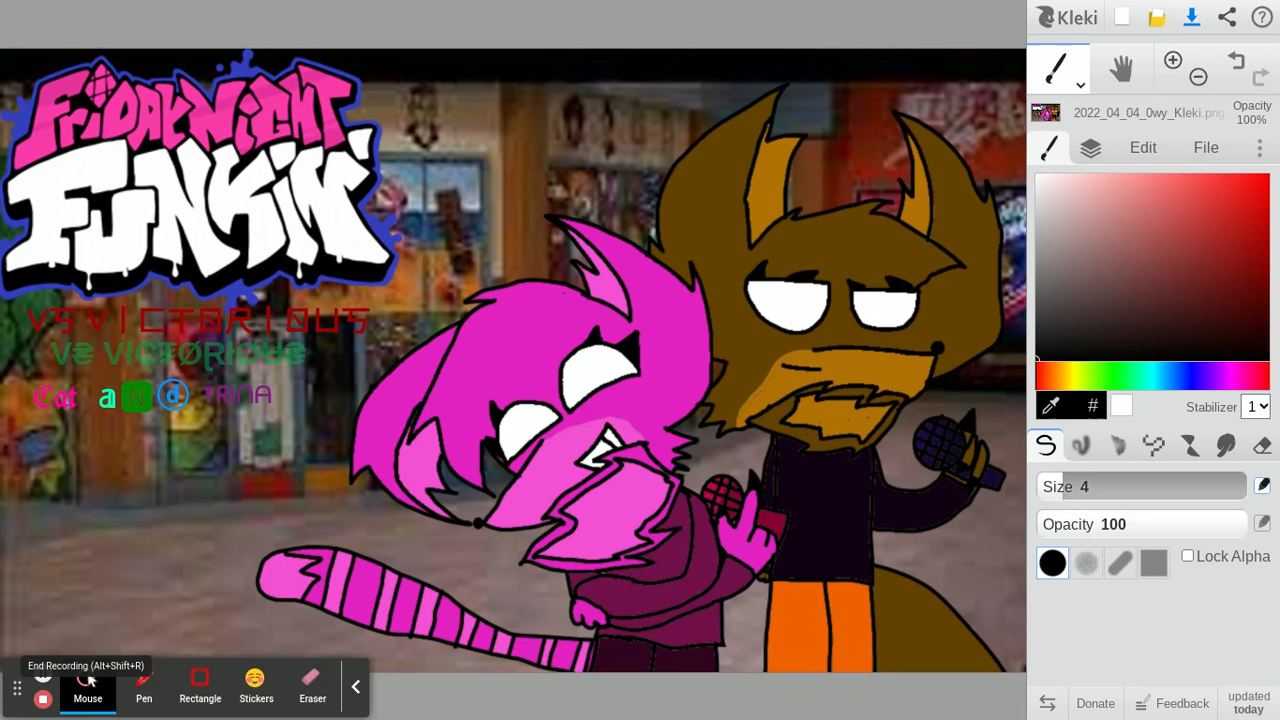 FRiDAY NiGHT
FUNKiN'
VS VICTORIOUS
VS VICTORIOUS
Cat aNd TRINA
Kleki
2022_04_04_0wy_Kleki.png
Opacity
100%
Edit File
#
Stabilizer 1
Size 4
Opacity 100
Lock Alpha
End Recording (Alt+Shift+R)
Mouse Pen Rectangle Stickers Eraser
Donate Feedback updated
today